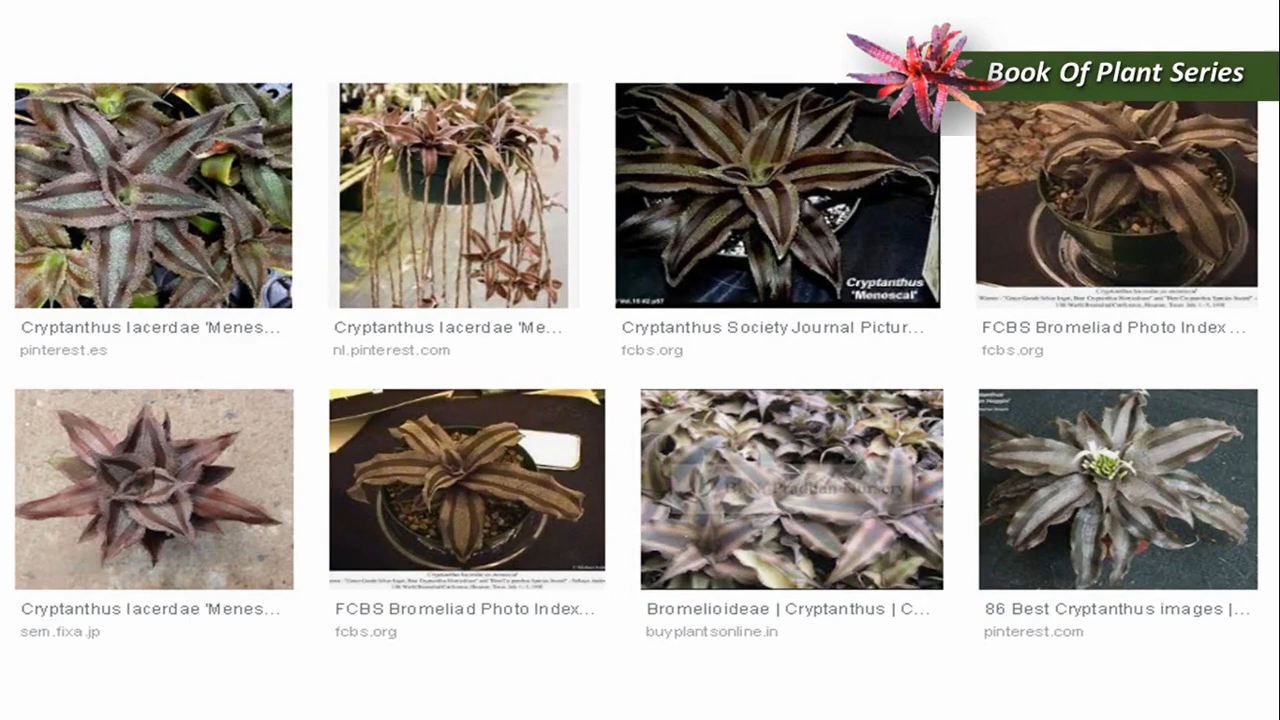 Book Of Plant Series
Cryptanthus
'Menescal'
Cryptanthus lacerdae 'Menes...
pinterest.es
Cryptanthus lacerdae 'Me...
nl.pinterest.com
Cryptanthus Society Journal Pictur...
fcbs.org
FCBS Bromeliad Photo Index ...
fcbs.org
Cryptanthus lacerdae 'Menes...
sem.fixa.jp
FCBS Bromeliad Photo Index...
fcbs.org
Bromelioideae | Cryptanthus | C...
buyplantsonline.in
86 Best Cryptanthus images |...
pinterest.com